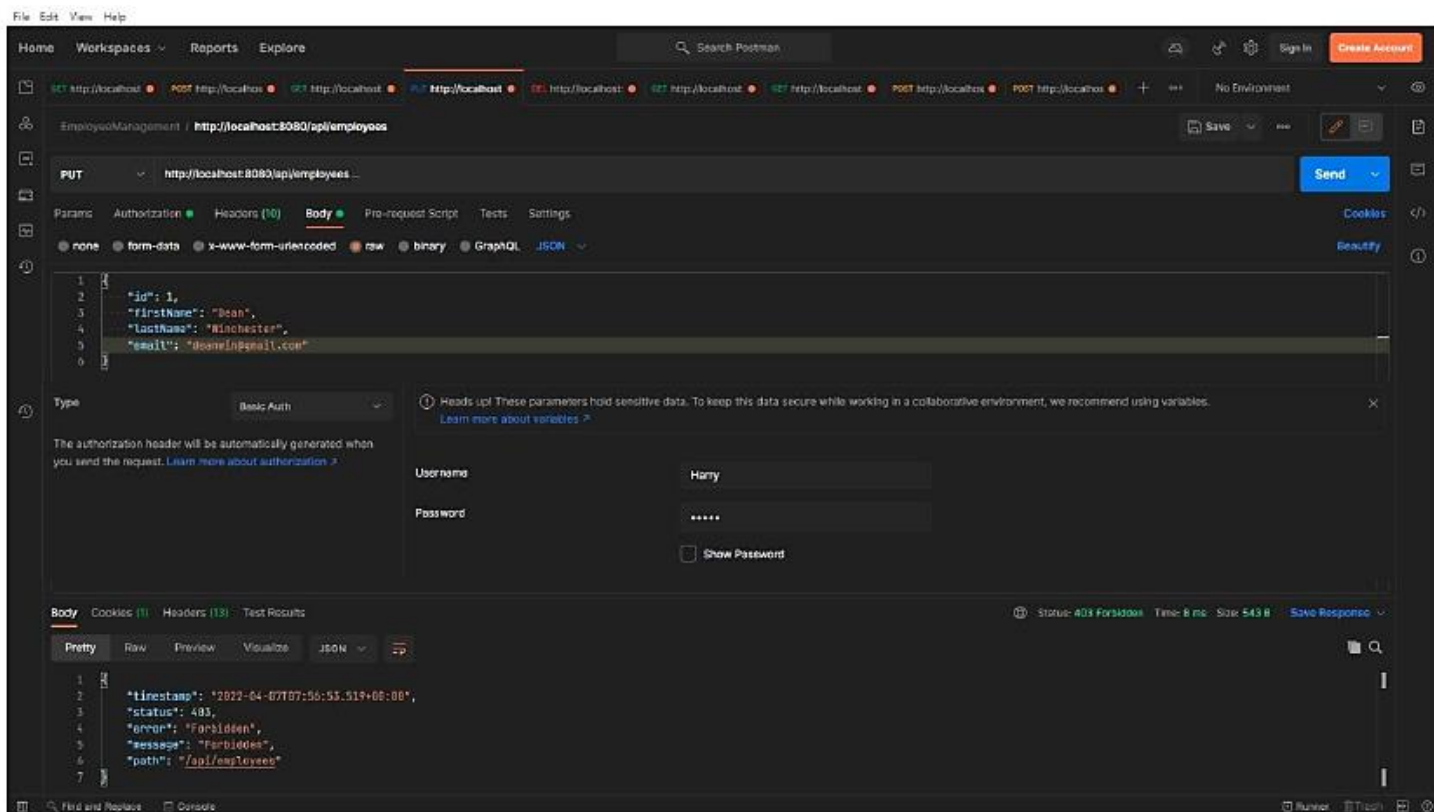 File Edit View Help
Home Workspaces Reports Explore Search Postman Sign In Create Account
GET http://localhost POST http://localhos GET http://localhost PUT http://localhost DEL http://localhost: GET http://localhost GET http://localhost POST http://localhos POST http://localhos + ••• No Environment
EmployeeManagement / http://localhost:8080/api/employees Save •••
PUT http://localhost:8080/api/employees ... Send
Params Authorization Headers (10) Body Pre-request Script Tests Settings Cookies
none form-data x-www-form-urlencoded raw binary GraphQL JSON Beautify
1 {
2 "id": 1,
3 "firstName": "Dean",
4 "lastName": "Winchester",
5 "email": "deanwin@gmail.com"
6 }
Type Basic Auth Heads up! These parameters hold sensitive data. To keep this data secure while working in a collaborative environment, we recommend using variables.
Learn more about variables ↗
The authorization header will be automatically generated when
you send the request. Learn more about authorization ↗
Username Harry
Password •••••
Show Password
Body Cookies (1) Headers (13) Test Results Status: 403 Forbidden Time: 8 ms Size: 543 B Save Response
Pretty Raw Preview Visualize JSON
1 {
2 "timestamp": "2022-04-07T07:56:53.519+00:00",
3 "status": 403,
4 "error": "Forbidden",
5 "message": "Forbidden",
6 "path": "/api/employees"
7 }
Find and Replace Console Runner Trash